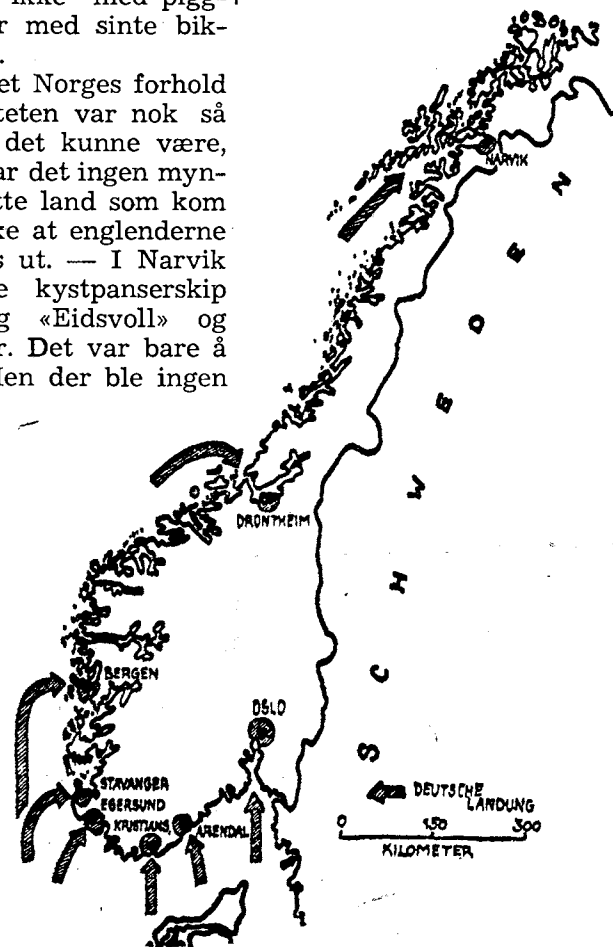 ikke med pigg-
r med sinte bik-
.
et Norges forhold
teten var nok så
det kunne være,
ar det ingen myn-
tte land som kom
ke at englenderne
s ut. — I Narvik
e kystpanserskip
g «Eidsvoll» og
r. Det var bare å
Men der ble ingen
NARVIK
SCHWEDEN
DRONTHEIM
BERGEN
OSLO
STAVANGER
EGERSUND
KRISTIANS.
ARENDAL
DEUTSCHE
LANDUNG
0 150 300
KILOMETER